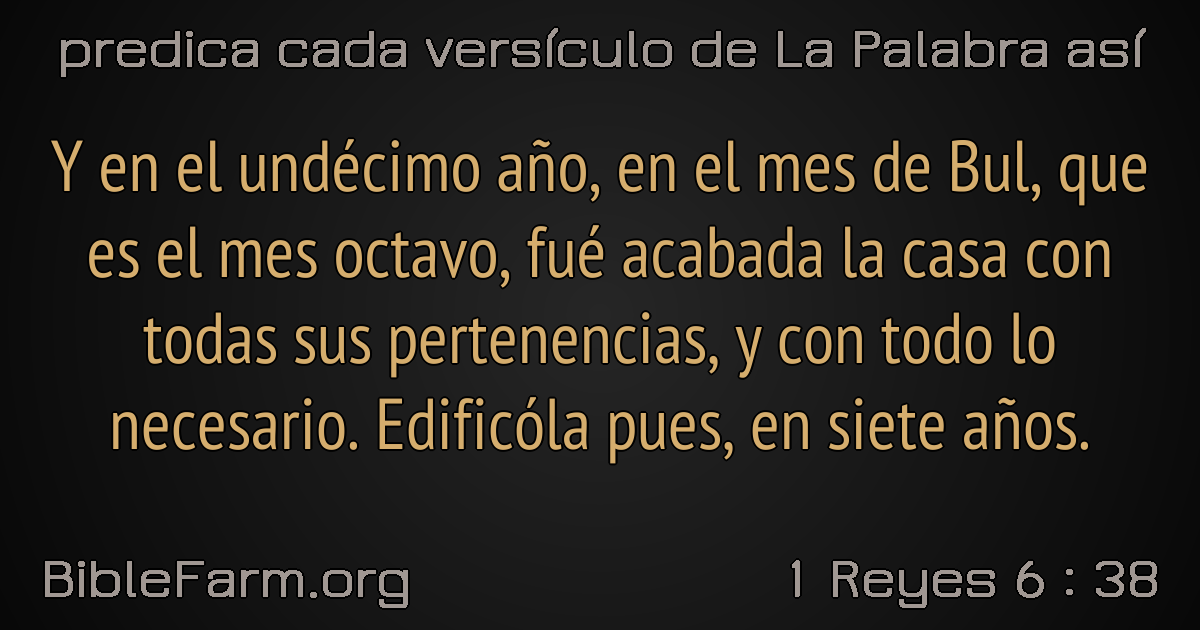 predica cada versículo de La Palabra así
Y en el undécimo año, en el mes de Bul, que
es el mes octavo, fué acabada la casa con
todas sus pertenencias, y con todo lo
necesario. Edificóla pues, en siete años.
BibleFarm.org
1 Reyes 6 : 38